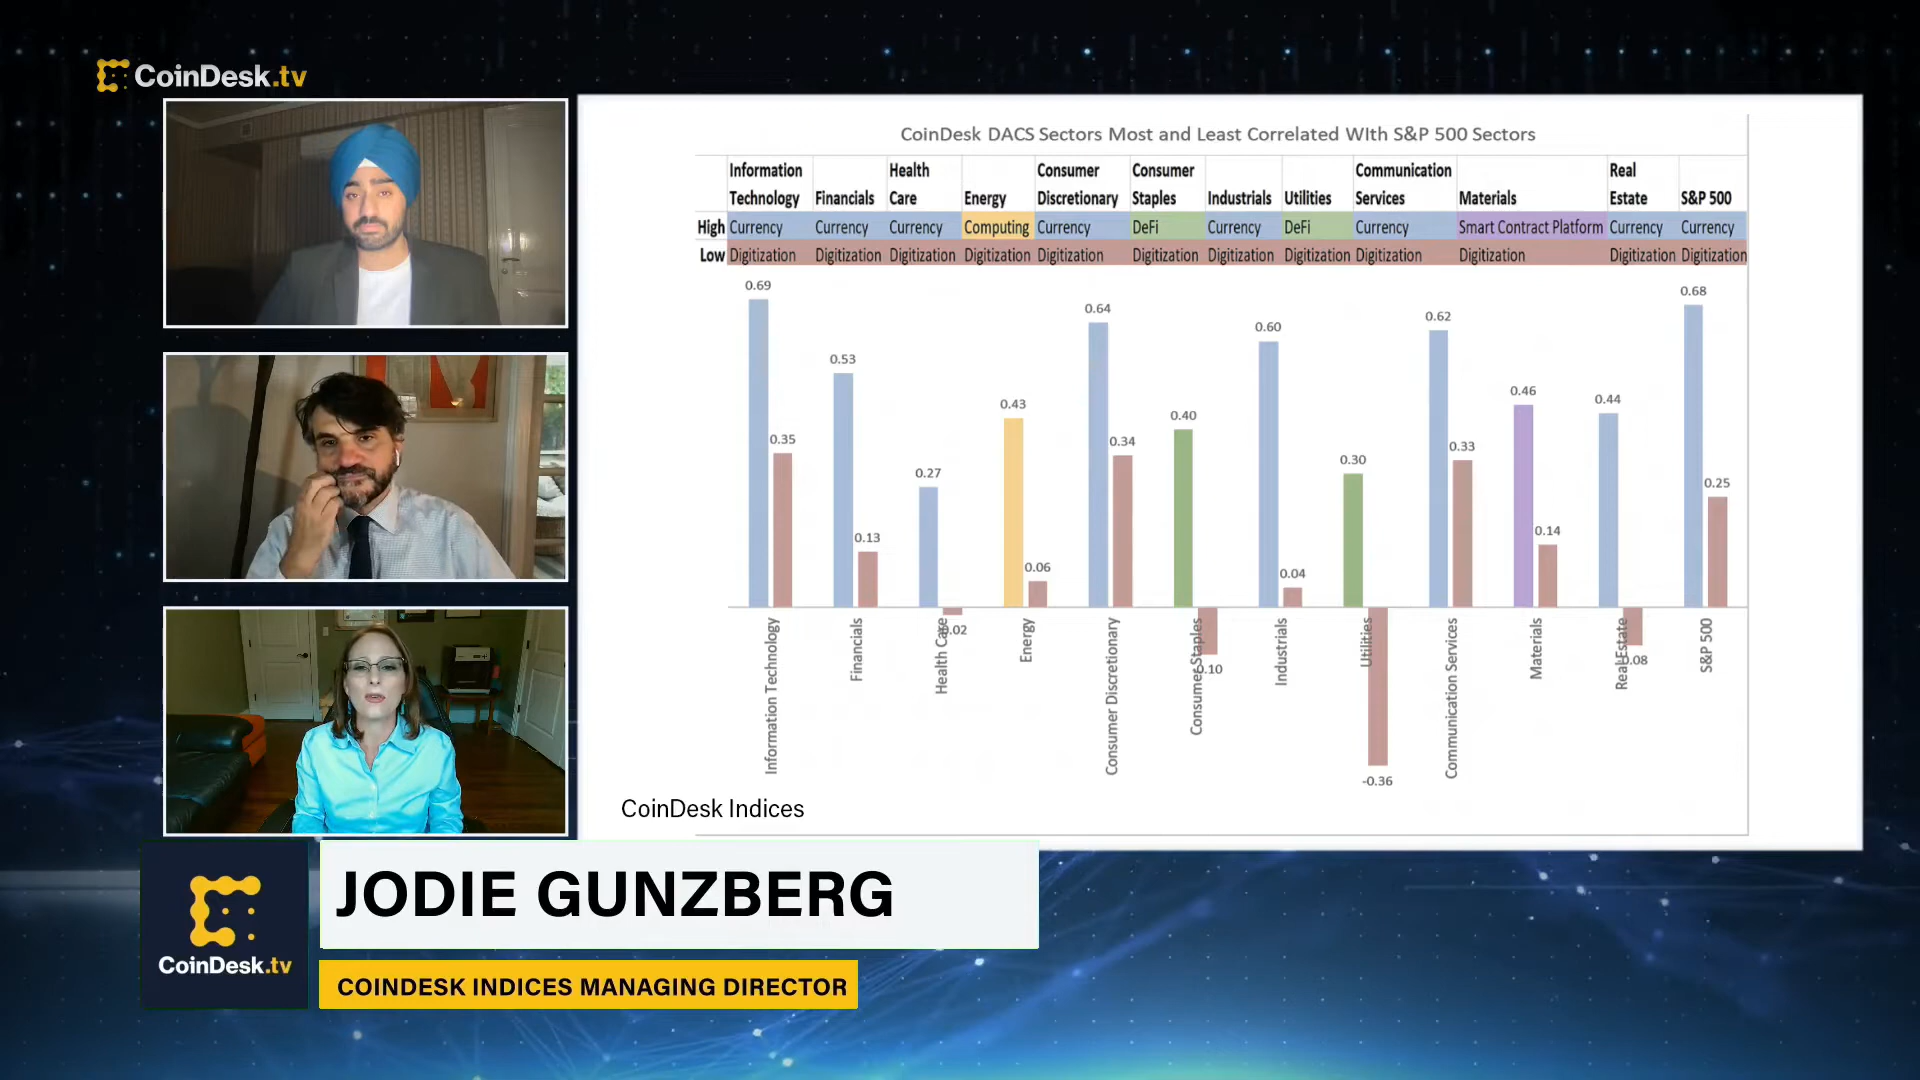 CoinDesk.tv
CoinDesk DACS Sectors Most and Least Correlated WIth S&P 500 Sectors
Information Technology Financials Health Care Energy Consumer Discretionary Consumer Staples Industrials Utilities Communication Services Materials Real Estate S&P 500
High Currency Currency Currency Computing Currency DeFi Currency DeFi Currency Smart Contract Platform Currency Currency
Low Digitization Digitization Digitization Digitization Digitization Digitization Digitization Digitization Digitization Digitization Digitization Digitization
0.69 0.35 0.53 0.13 0.27 -0.02 0.43 0.06 0.64 0.34 0.40 -0.10 0.60 0.04 0.30 -0.36 0.62 0.33 0.46 0.14 0.44 -0.08 0.68 0.25
Information Technology
Financials
Health Care
Energy
Consumer Discretionary
Consumer Staples
Industrials
Utilities
Communication Services
Materials
Real Estate
S&P 500
CoinDesk Indices
JODIE GUNZBERG
CoinDesk.tv
COINDESK INDICES MANAGING DIRECTOR